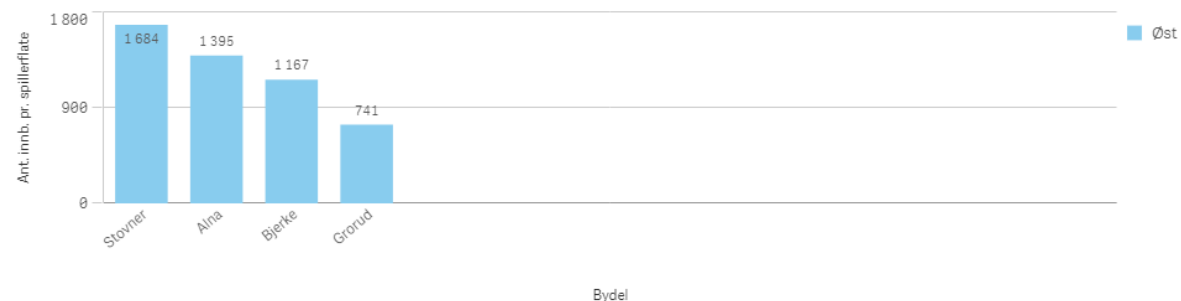 Ant. innb. pr. spillerflate
1 800
900
0
1 684
1 395
1 167
741
Stovner
Alna
Bjerke
Grorud
Bydel
Øst